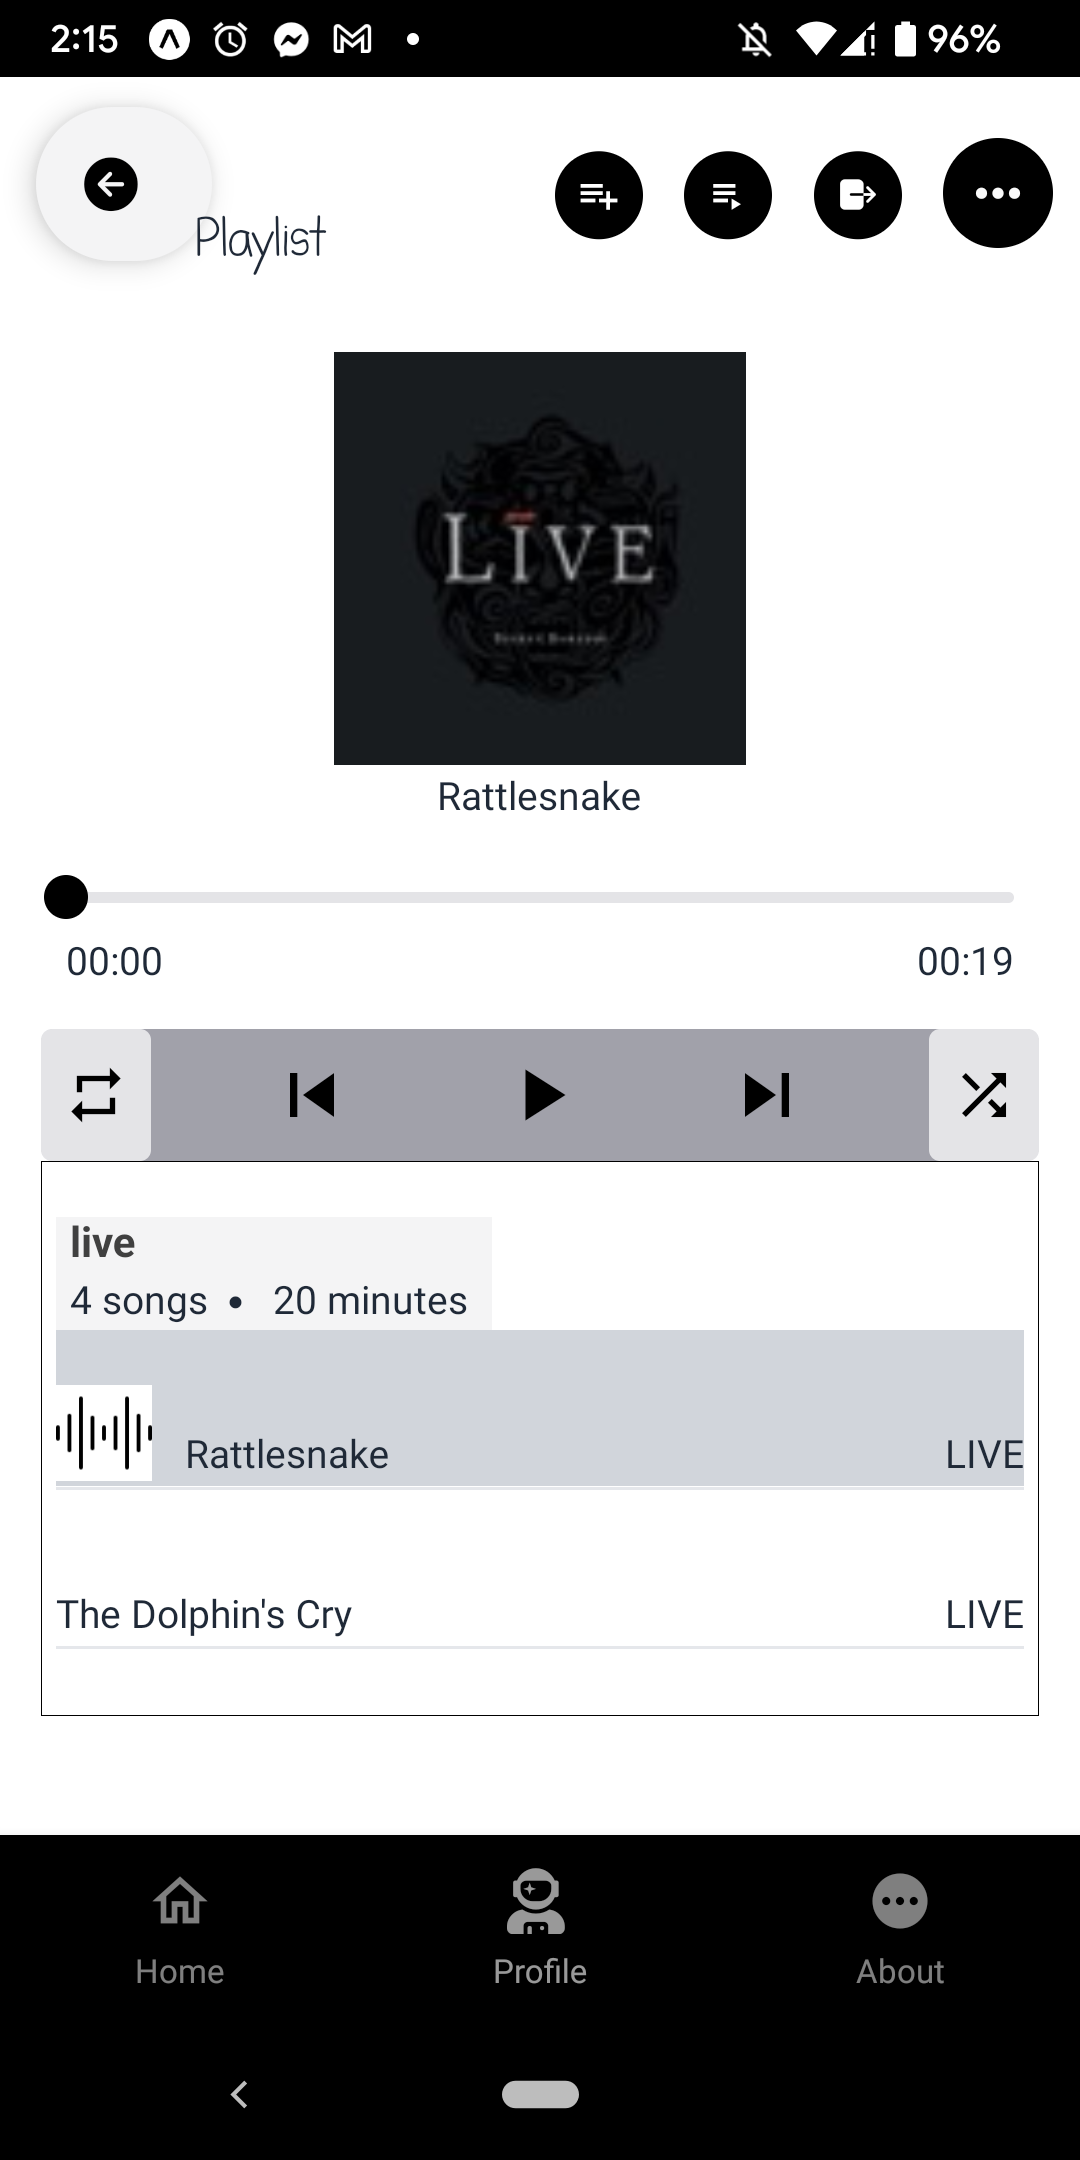 2:15
96%
Playlist
LIVE
Rattlesnake
00:00
00:19
live
4 songs • 20 minutes
Rattlesnake
LIVE
The Dolphin's Cry
LIVE
Home
Profile
About